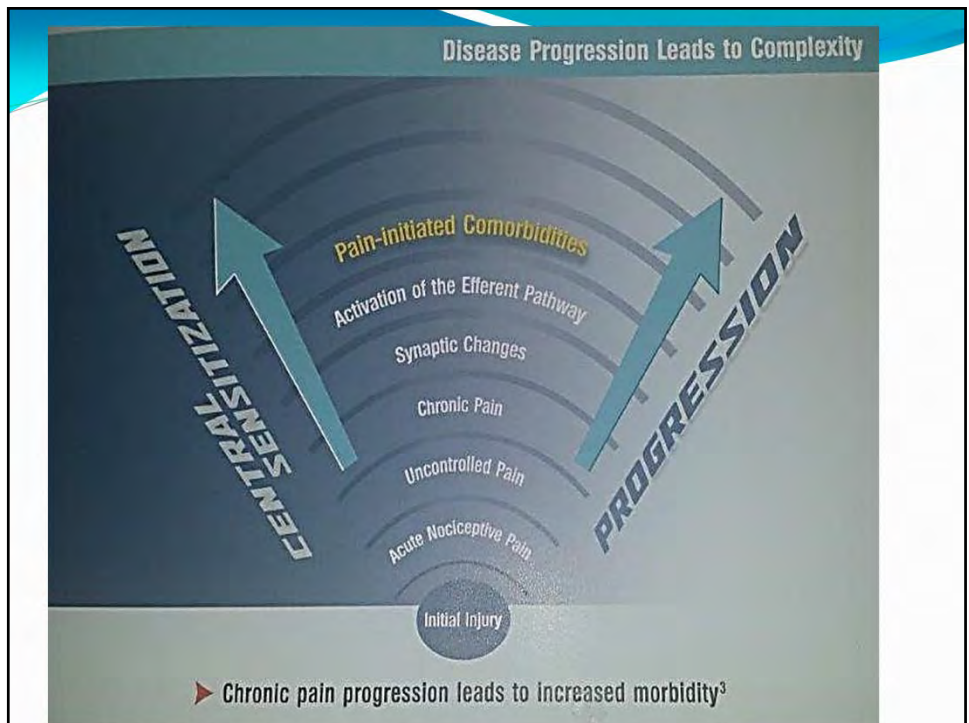 Disease Progression Leads to Complexity
Pain-initiated Comorbidities
Activation of the Efferent Pathway
Synaptic Changes
Chronic Pain
Uncontrolled Pain
Acute Nociceptive Pain
Initial Injury
CENTRAL
SENSITIZATION
PROGRESSION
➤ Chronic pain progression leads to increased morbidity³